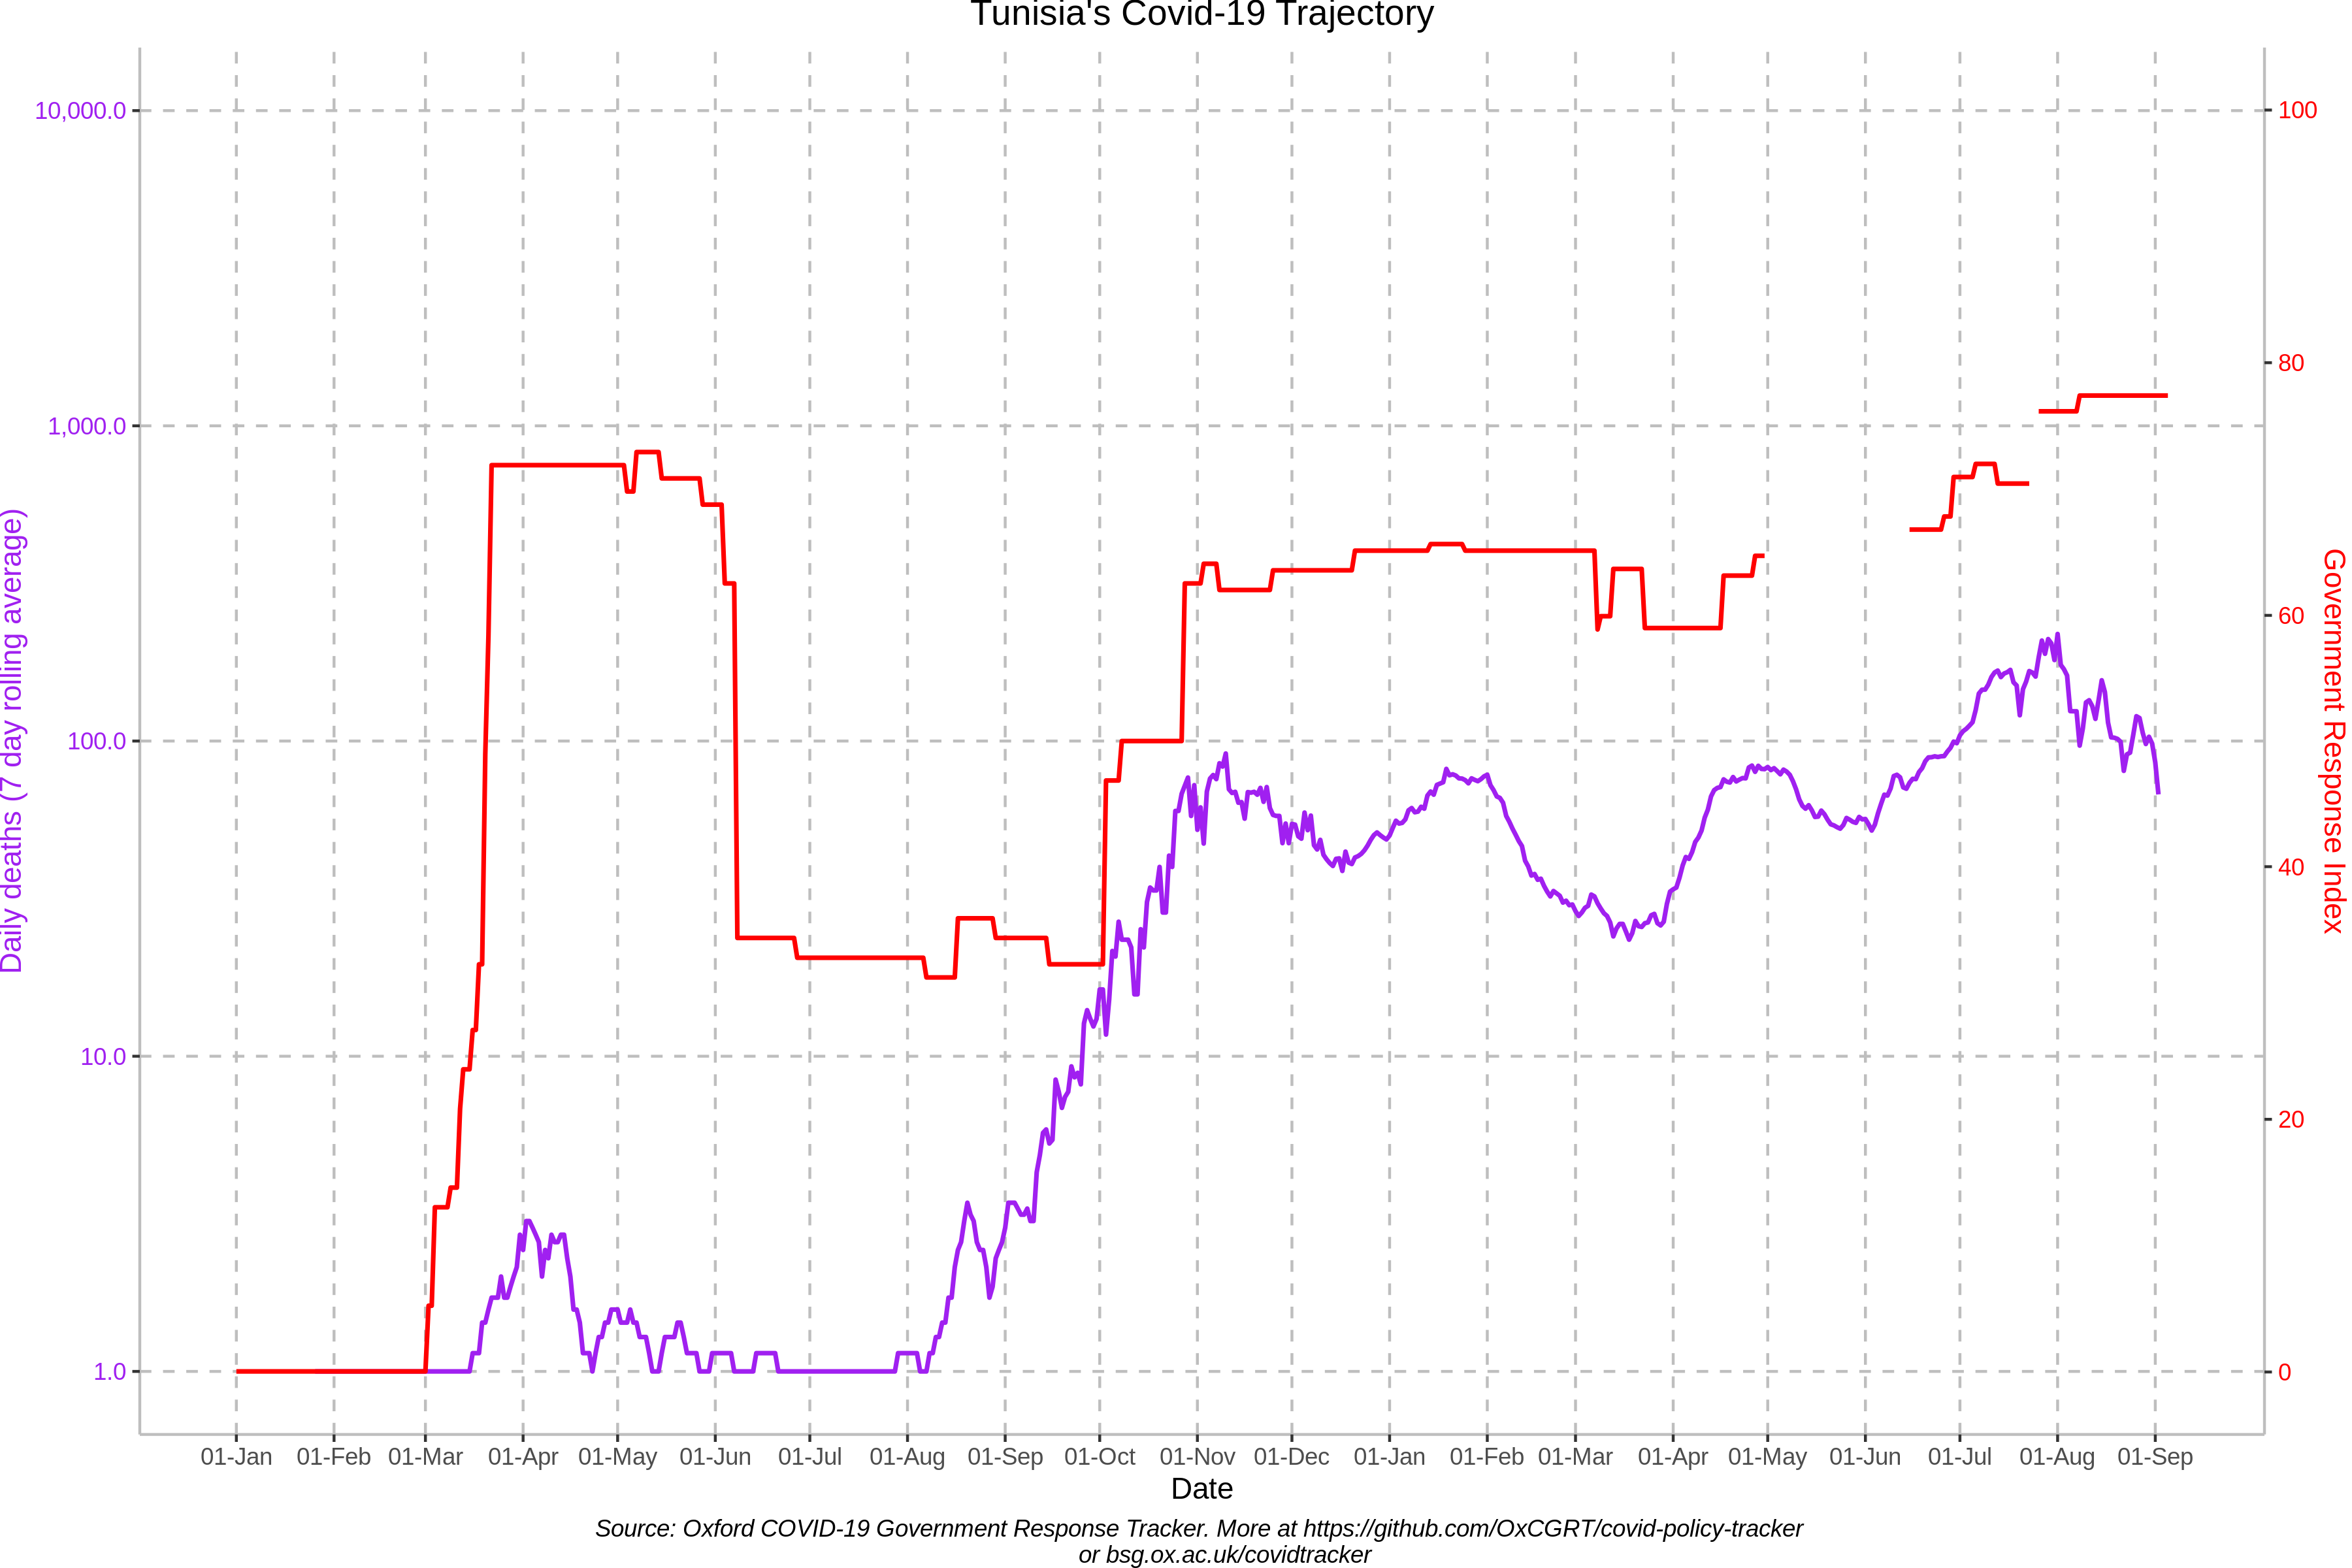 Tunisia's Covid-19 Trajectory
10,000.0
1,000.0
100.0
10.0
1.0
Daily deaths (7 day rolling average)
100
80
60
40
20
0
Government Response Index
01-Jan 01-Feb 01-Mar 01-Apr 01-May 01-Jun 01-Jul 01-Aug 01-Sep 01-Oct 01-Nov 01-Dec 01-Jan 01-Feb 01-Mar 01-Apr 01-May 01-Jun 01-Jul 01-Aug 01-Sep
Date
Source: Oxford COVID-19 Government Response Tracker. More at https://github.com/OxCGRT/covid-policy-tracker
or bsg.ox.ac.uk/covidtracker